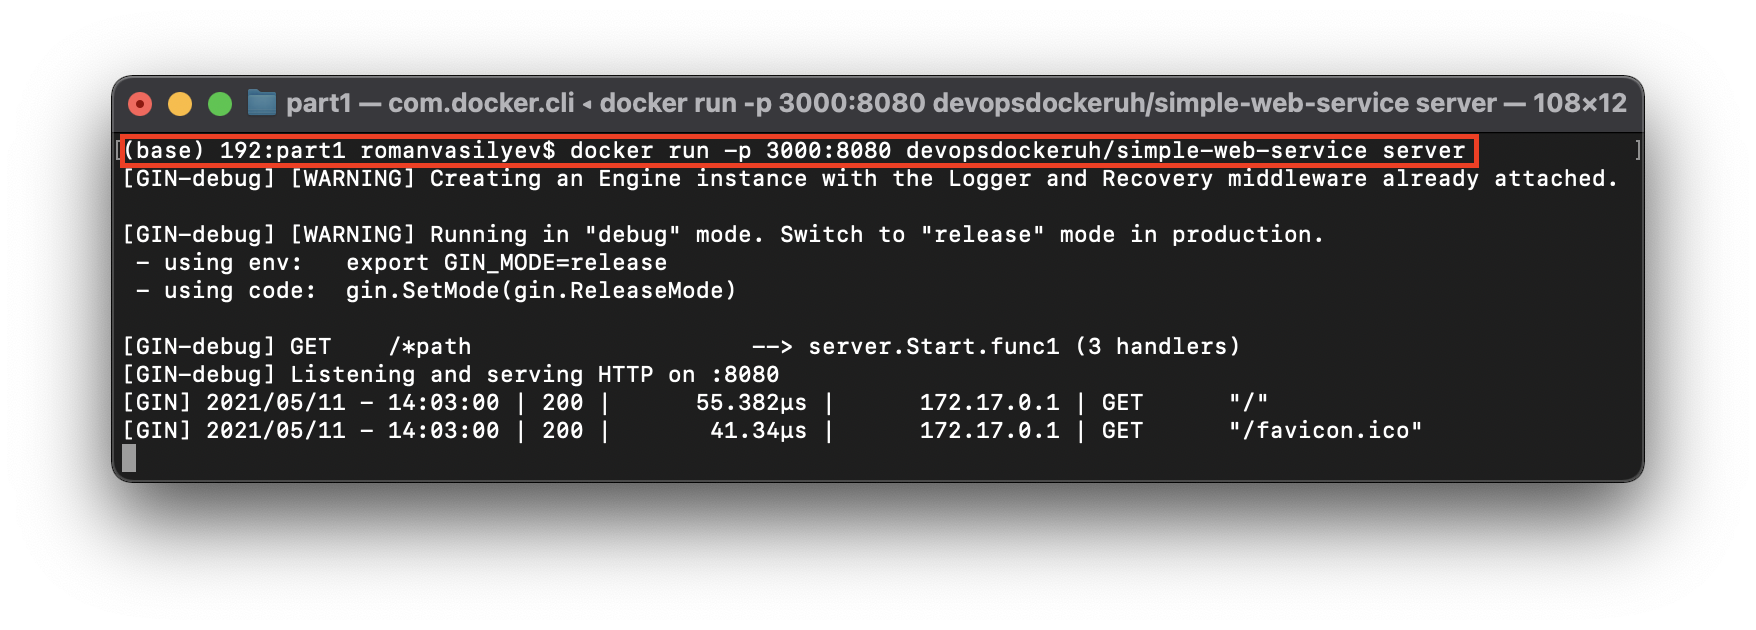 part1 — com.docker.cli ◂ docker run -p 3000:8080 devopsdockeruh/simple-web-service server — 108×12
[(base) 192:part1 romanvasilyev$ docker run -p 3000:8080 devopsdockeruh/simple-web-service server ]
[GIN-debug] [WARNING] Creating an Engine instance with the Logger and Recovery middleware already attached.
[GIN-debug] [WARNING] Running in "debug" mode. Switch to "release" mode in production.
 - using env:   export GIN_MODE=release
 - using code:  gin.SetMode(gin.ReleaseMode)
[GIN-debug] GET    /*path                    --> server.Start.func1 (3 handlers)
[GIN-debug] Listening and serving HTTP on :8080
[GIN] 2021/05/11 - 14:03:00 | 200 |      55.382µs |      172.17.0.1 | GET      "/"
[GIN] 2021/05/11 - 14:03:00 | 200 |       41.34µs |      172.17.0.1 | GET      "/favicon.ico"